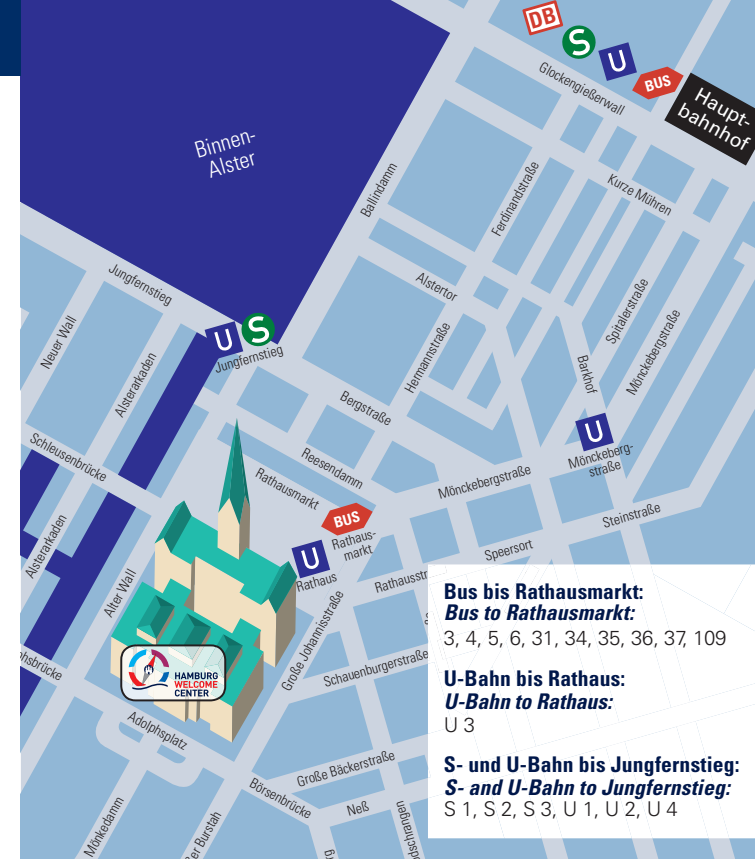 DB
S
U
BUS
Haupt-
bahnhof
Glockengießerwall
Binnen-
Alster
Ballindamm
Ferdinandstraße
Kurze Mühren
Jungfernstieg
Alstertor
Spitalerstraße
Mönckebergstraße
Neuer Wall
Alsterarkaden
U
S
Jungfernstieg
Hermannstraße
Barkhof
Bergstraße
U
Mönckeberg-
straße
Schleusenbrücke
Reesendamm
Rathausmarkt
Mönckebergstraße
BUS
Rathaus-
markt
Steinstraße
Alsterarkaden
U
Rathaus
Speersort
Rathausstr
Alter Wall
Große Johannisstraße
Schauenburgerstraße
HAMBURG
WELCOME
CENTER
Adolphsplatz
Große Bäckerstraße
Börsenbrücke
Neß
Mönkedamm
Bus bis Rathausmarkt:
Bus to Rathausmarkt:
3, 4, 5, 6, 31, 34, 35, 36, 37, 109
U-Bahn bis Rathaus:
U-Bahn to Rathaus:
U 3
S- und U-Bahn bis Jungfernstieg:
S- and U-Bahn to Jungfernstieg:
S 1, S 2, S 3, U 1, U 2, U 4